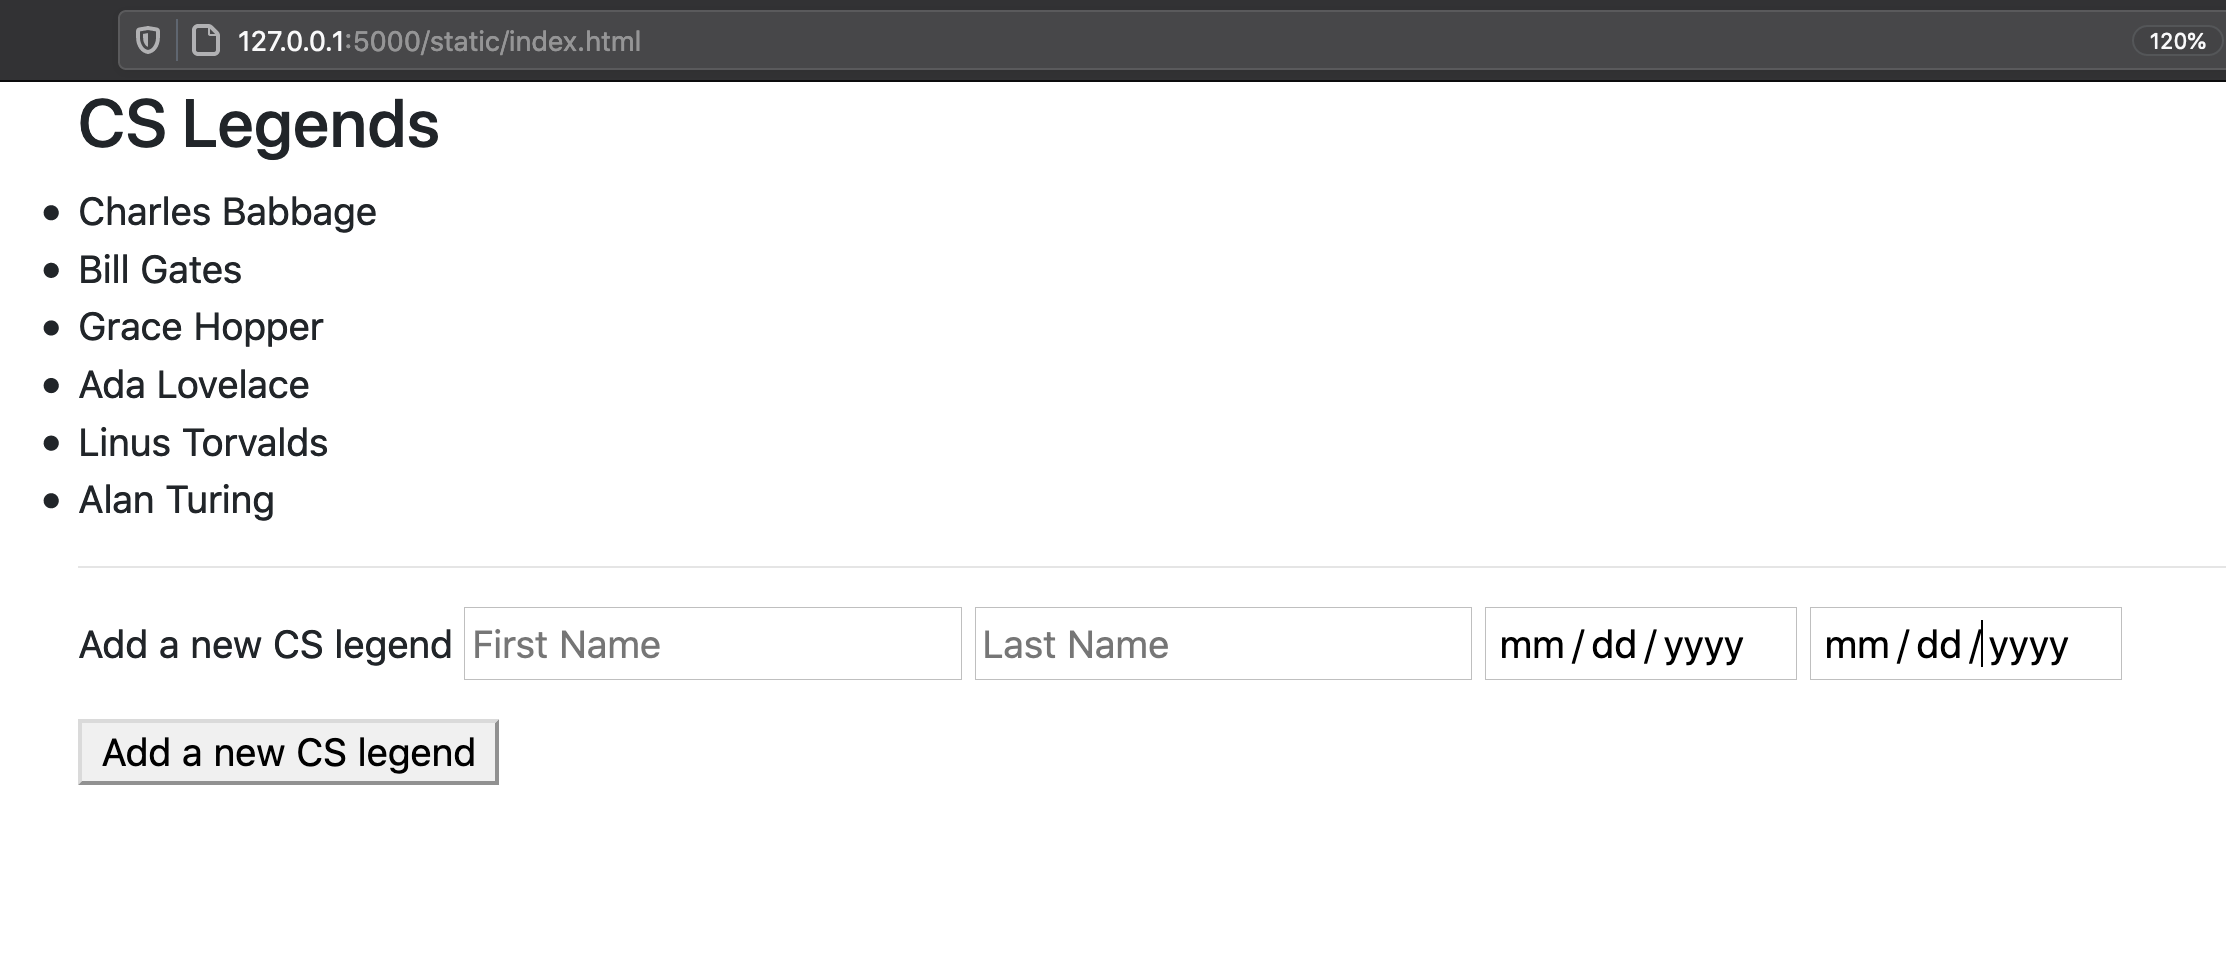 127.0.0.1:5000/static/index.html 120%
CS Legends
• Charles Babbage
• Bill Gates
• Grace Hopper
• Ada Lovelace
• Linus Torvalds
• Alan Turing
Add a new CS legend First Name Last Name mm / dd / yyyy mm / dd / yyyy
Add a new CS legend